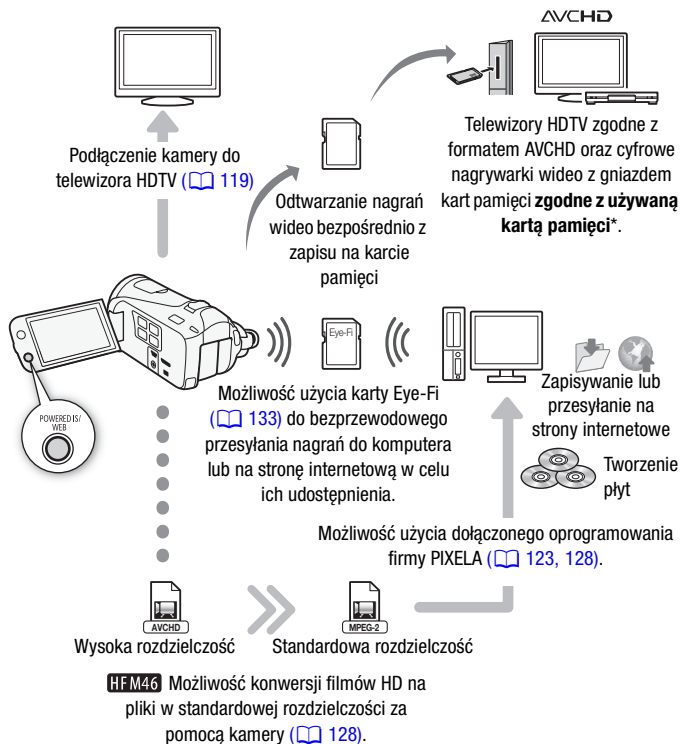 AVCHD
Telewizory HDTV zgodne z
formatem AVCHD oraz cyfrowe
nagrywarki wideo z gniazdem
kart pamięci zgodne z używaną
kartą pamięci*.
Podłączenie kamery do
telewizora HDTV (119)
Odtwarzanie nagrań
wideo bezpośrednio z
zapisu na karcie
pamięci
Eye-Fi
POWERED IS/
WEB
Możliwość użycia karty Eye-Fi
(133) do bezprzewodowego
przesyłania nagrań do komputera
lub na stronę internetową w celu
ich udostępnienia.
Zapisywanie lub
przesyłanie na
strony internetowe
Tworzenie
płyt
Możliwość użycia dołączonego oprogramowania
firmy PIXELA (123, 128).
AVCHD
Wysoka rozdzielczość
MPEG-2
Standardowa rozdzielczość
HF M46 Możliwość konwersji filmów HD na
pliki w standardowej rozdzielczości za
pomocą kamery (128).